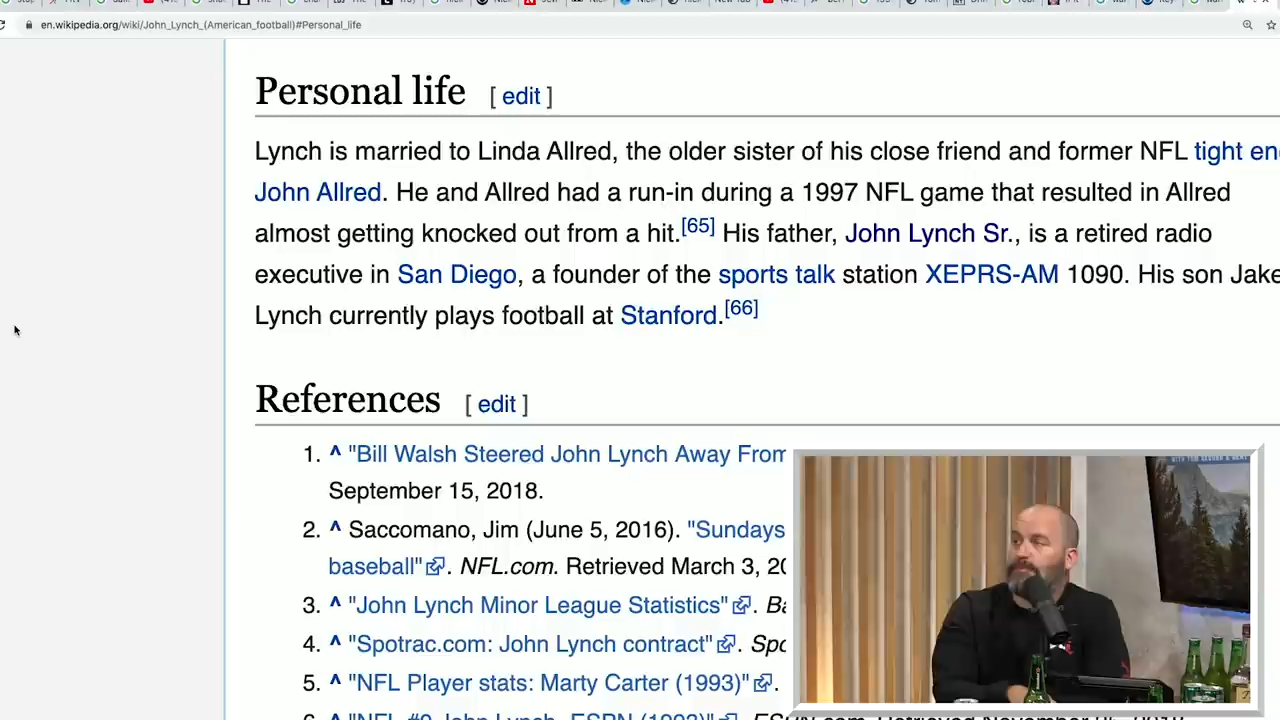 en.wikipedia.org/wiki/John_Lynch_(American_football)#Personal_life
Personal life [ edit ]
Lynch is married to Linda Allred, the older sister of his close friend and former NFL tight en
John Allred. He and Allred had a run-in during a 1997 NFL game that resulted in Allred
almost getting knocked out from a hit.[65] His father, John Lynch Sr., is a retired radio
executive in San Diego, a founder of the sports talk station XEPRS-AM 1090. His son Jake
Lynch currently plays football at Stanford.[66]
References [ edit ]
1. ^ "Bill Walsh Steered John Lynch Away From
September 15, 2018.
2. ^ Saccomano, Jim (June 5, 2016). "Sundays
baseball". NFL.com. Retrieved March 3, 20
3. ^ "John Lynch Minor League Statistics". Ba
4. ^ "Spotrac.com: John Lynch contract". Spo
5. ^ "NFL Player stats: Marty Carter (1993)".